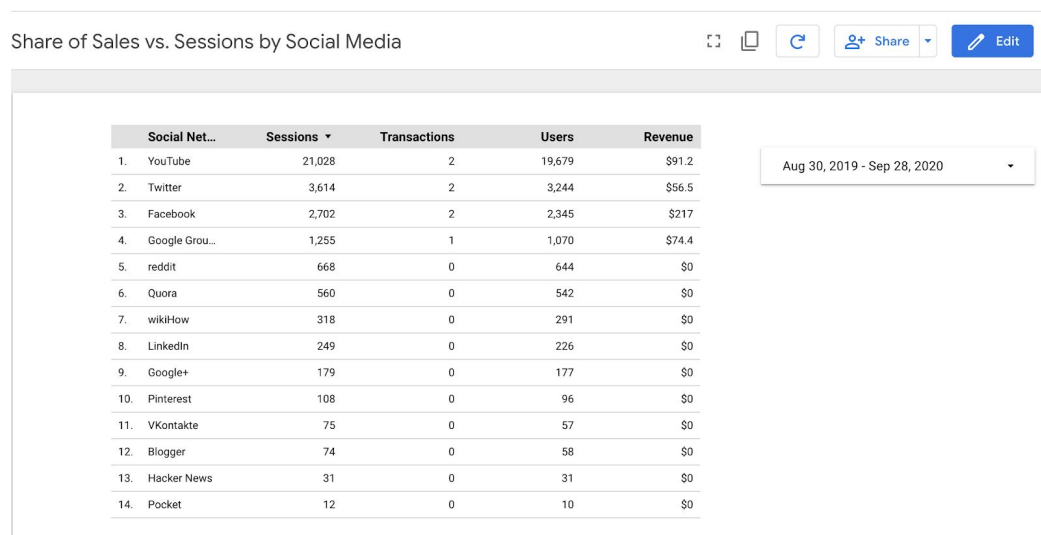 Share of Sales vs. Sessions by Social Media
Share
Edit
Social Net... Sessions Transactions Users Revenue
1. YouTube 21,028 2 19,679 $91.2
2. Twitter 3,614 2 3,244 $56.5
3. Facebook 2,702 2 2,345 $217
4. Google Grou... 1,255 1 1,070 $74.4
5. reddit 668 0 644 $0
6. Quora 560 0 542 $0
7. wikiHow 318 0 291 $0
8. LinkedIn 249 0 226 $0
9. Google+ 179 0 177 $0
10. Pinterest 108 0 96 $0
11. VKontakte 75 0 57 $0
12. Blogger 74 0 58 $0
13. Hacker News 31 0 31 $0
14. Pocket 12 0 10 $0
Aug 30, 2019 - Sep 28, 2020